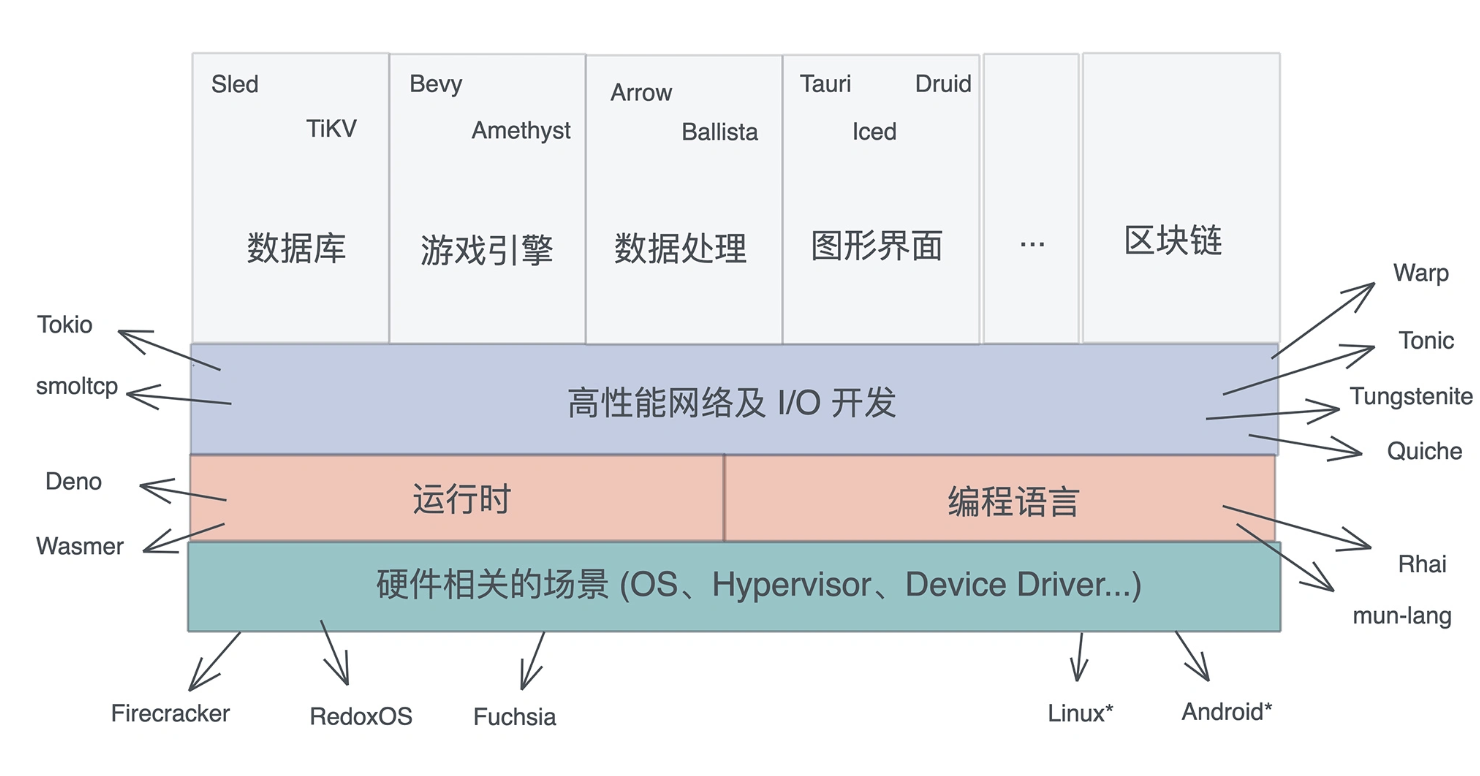 Sled
TiKV
数据库
Bevy
Amethyst
游戏引擎
Arrow
Ballista
数据处理
Tauri Druid
Iced
图形界面
...
区块链
Tokio
smoltcp
高性能网络及 I/O 开发
Warp
Tonic
Tungstenite
Quiche
Deno
Wasmer
运行时
编程语言
Rhai
mun-lang
硬件相关的场景 (OS、Hypervisor、Device Driver...)
Firecracker
RedoxOS
Fuchsia
Linux*
Android*